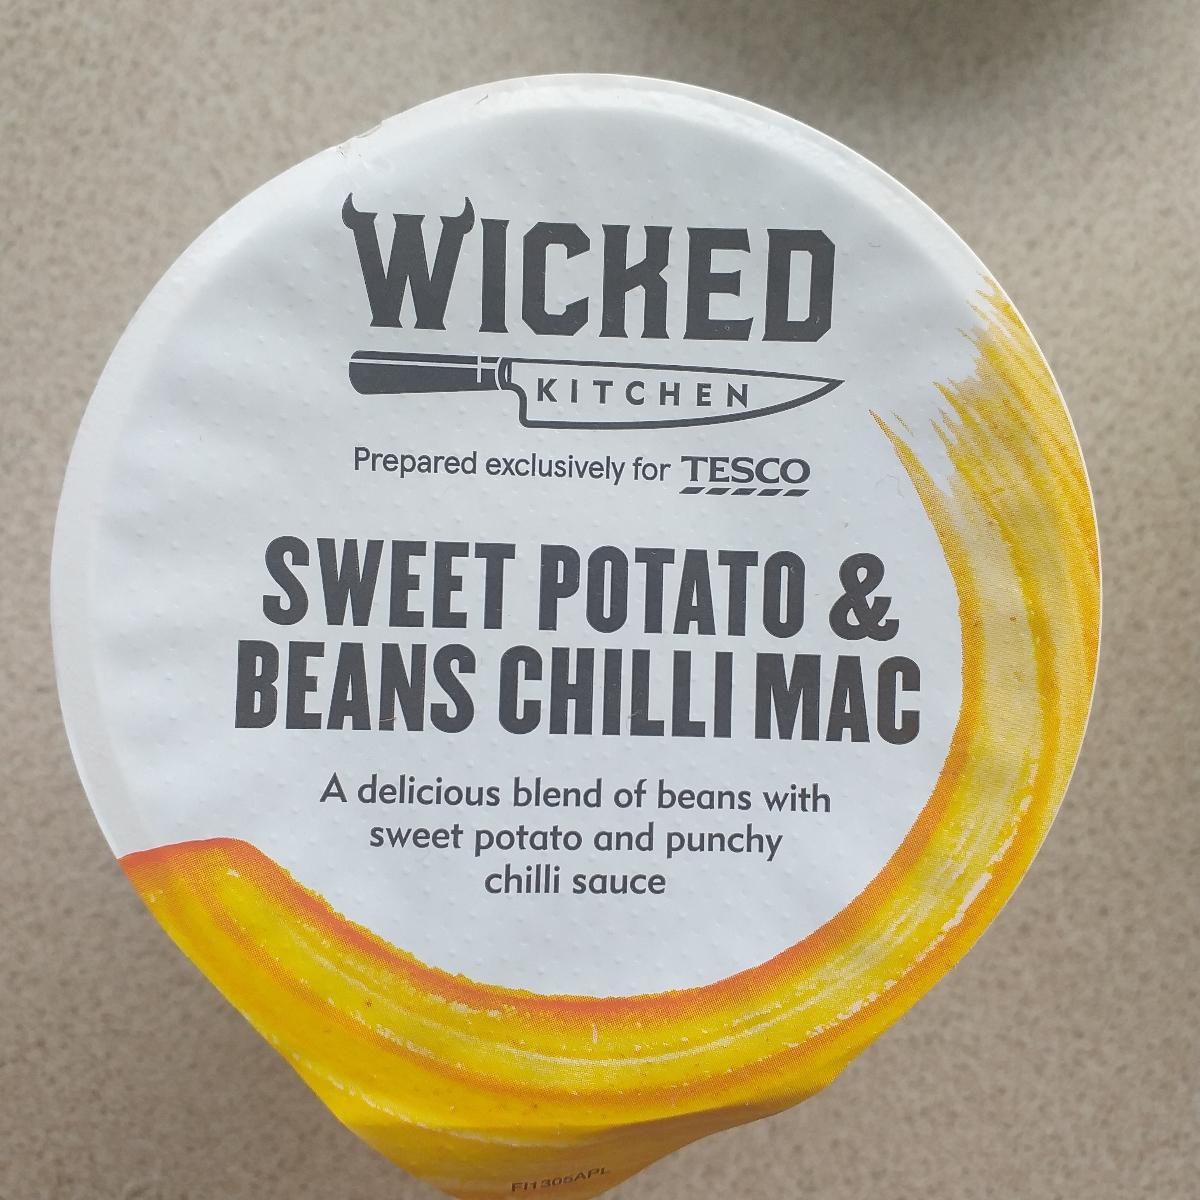 WICKED
KITCHEN
Prepared exclusively for TESCO
SWEET POTATO &
BEANS CHILLI MAC
A delicious blend of beans with
sweet potato and punchy
chilli sauce
FI1305APL